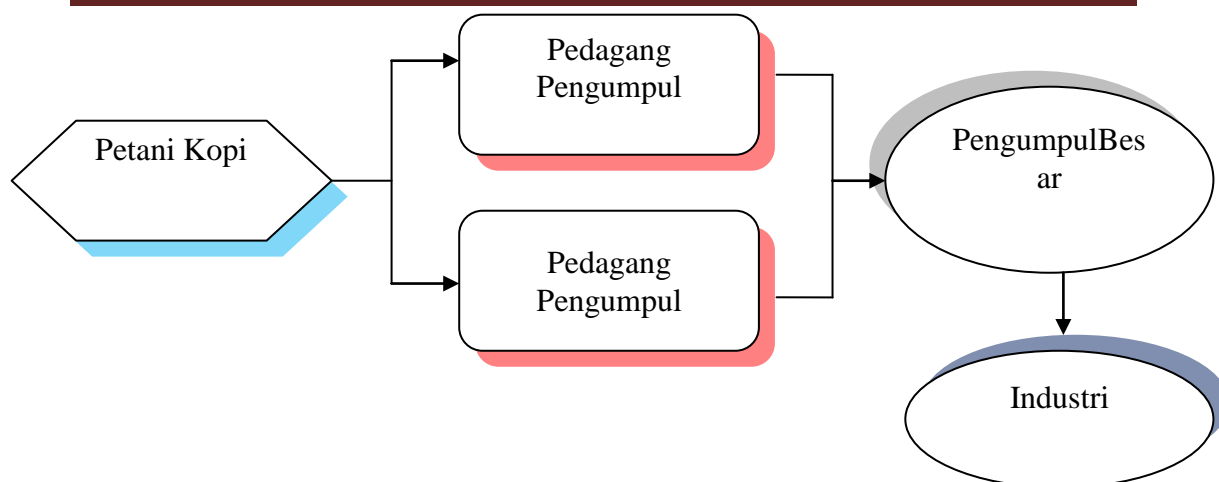 Pedagang
Pengumpul
Petani Kopi
PengumpulBes
ar
Pedagang
Pengumpul
Industri